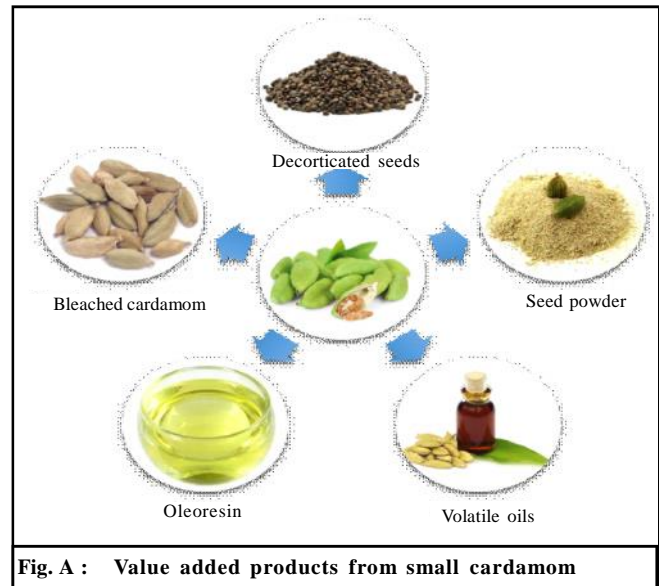 Decorticated seeds
Bleached cardamom
Seed powder
Oleoresin
Volatile oils
Fig. A : Value added products from small cardamom